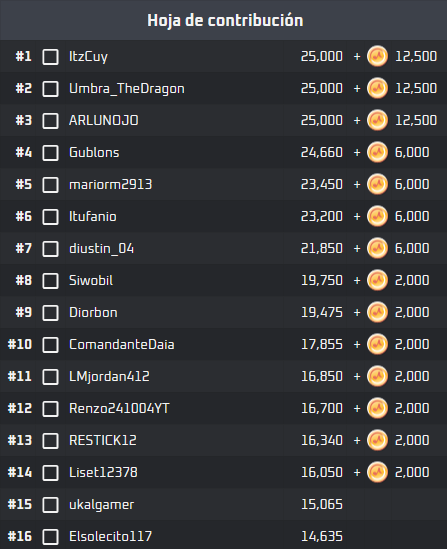 Hoja de contribución
#1 ItzCuy 25,000 + 12,500
#2 Umbra_TheDragon 25,000 + 12,500
#3 ARLUNOJO 25,000 + 12,500
#4 Gublons 24,660 + 6,000
#5 mariorm2913 23,450 + 6,000
#6 Itufanio 23,200 + 6,000
#7 diustin_04 21,850 + 6,000
#8 Siwobil 19,750 + 2,000
#9 Diorbon 19,475 + 2,000
#10 ComandanteDaia 17,855 + 2,000
#11 LMjordan412 16,850 + 2,000
#12 Renzo241004YT 16,700 + 2,000
#13 RESTICK12 16,340 + 2,000
#14 Liset12378 16,050 + 2,000
#15 ukalgamer 15,065
#16 Elsolecito117 14,635